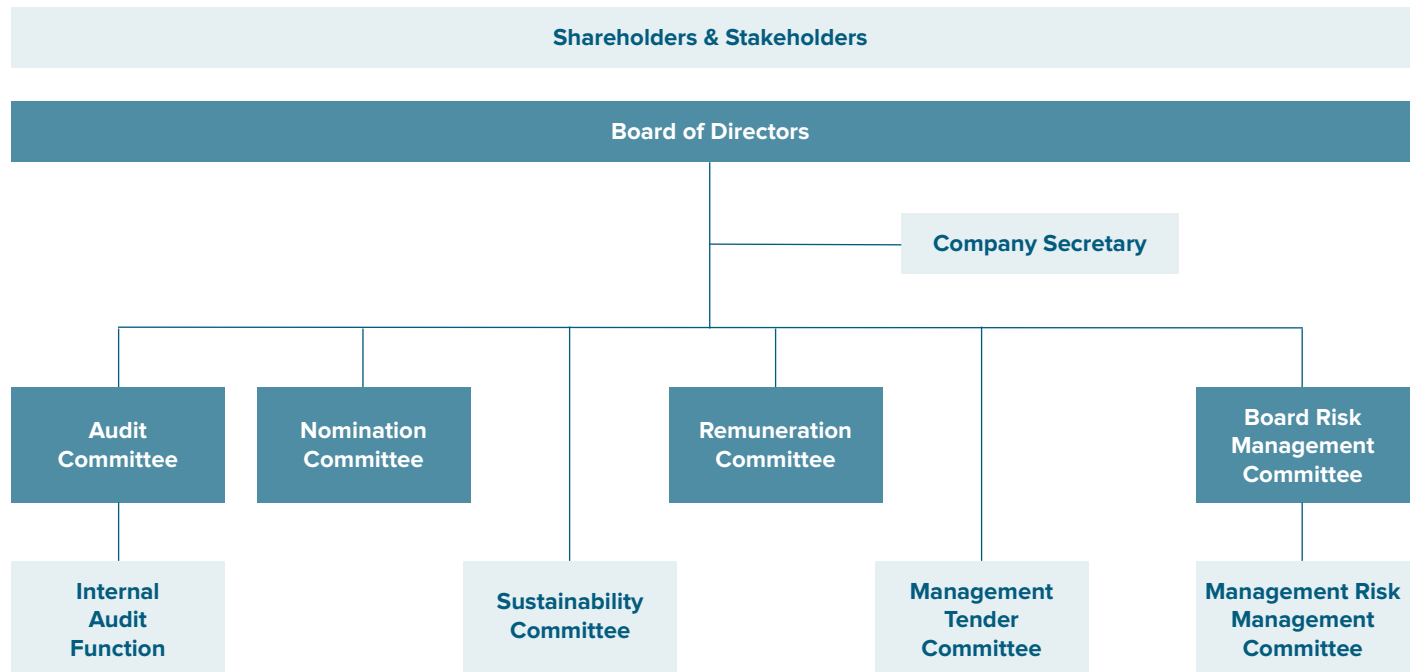 Shareholders & Stakeholders
Board of Directors
Company Secretary
Audit
Committee
Nomination
Committee
Remuneration
Committee
Board Risk
Management
Committee
Internal
Audit
Function
Sustainability
Committee
Management
Tender
Committee
Management Risk
Management
Committee